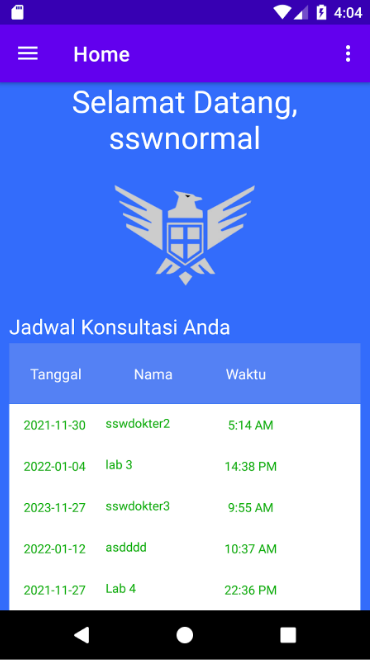 4:04
Home
Selamat Datang,
sswnormal
Jadwal Konsultasi Anda
Tanggal Nama Waktu
2021-11-30 sswdokter2 5:14 AM
2022-01-04 lab 3 14:38 PM
2023-11-27 sswdokter3 9:55 AM
2022-01-12 asdddd 10:37 AM
2021-11-27 Lab 4 22:36 PM